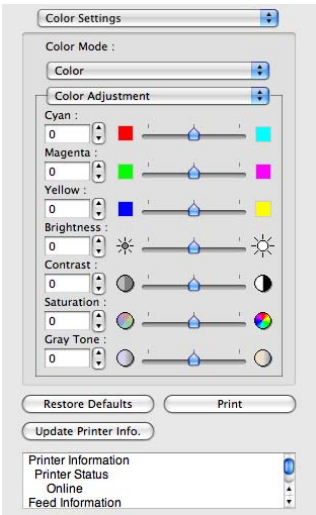 Color Settings
Color Mode :
Color
Color Adjustment
Cyan :
0
Magenta :
0
Yellow :
0
Brightness :
0
Contrast :
0
Saturation :
0
Gray Tone :
0
Restore Defaults Print
Update Printer Info.
Printer Information
Printer Status
Online
Feed Information